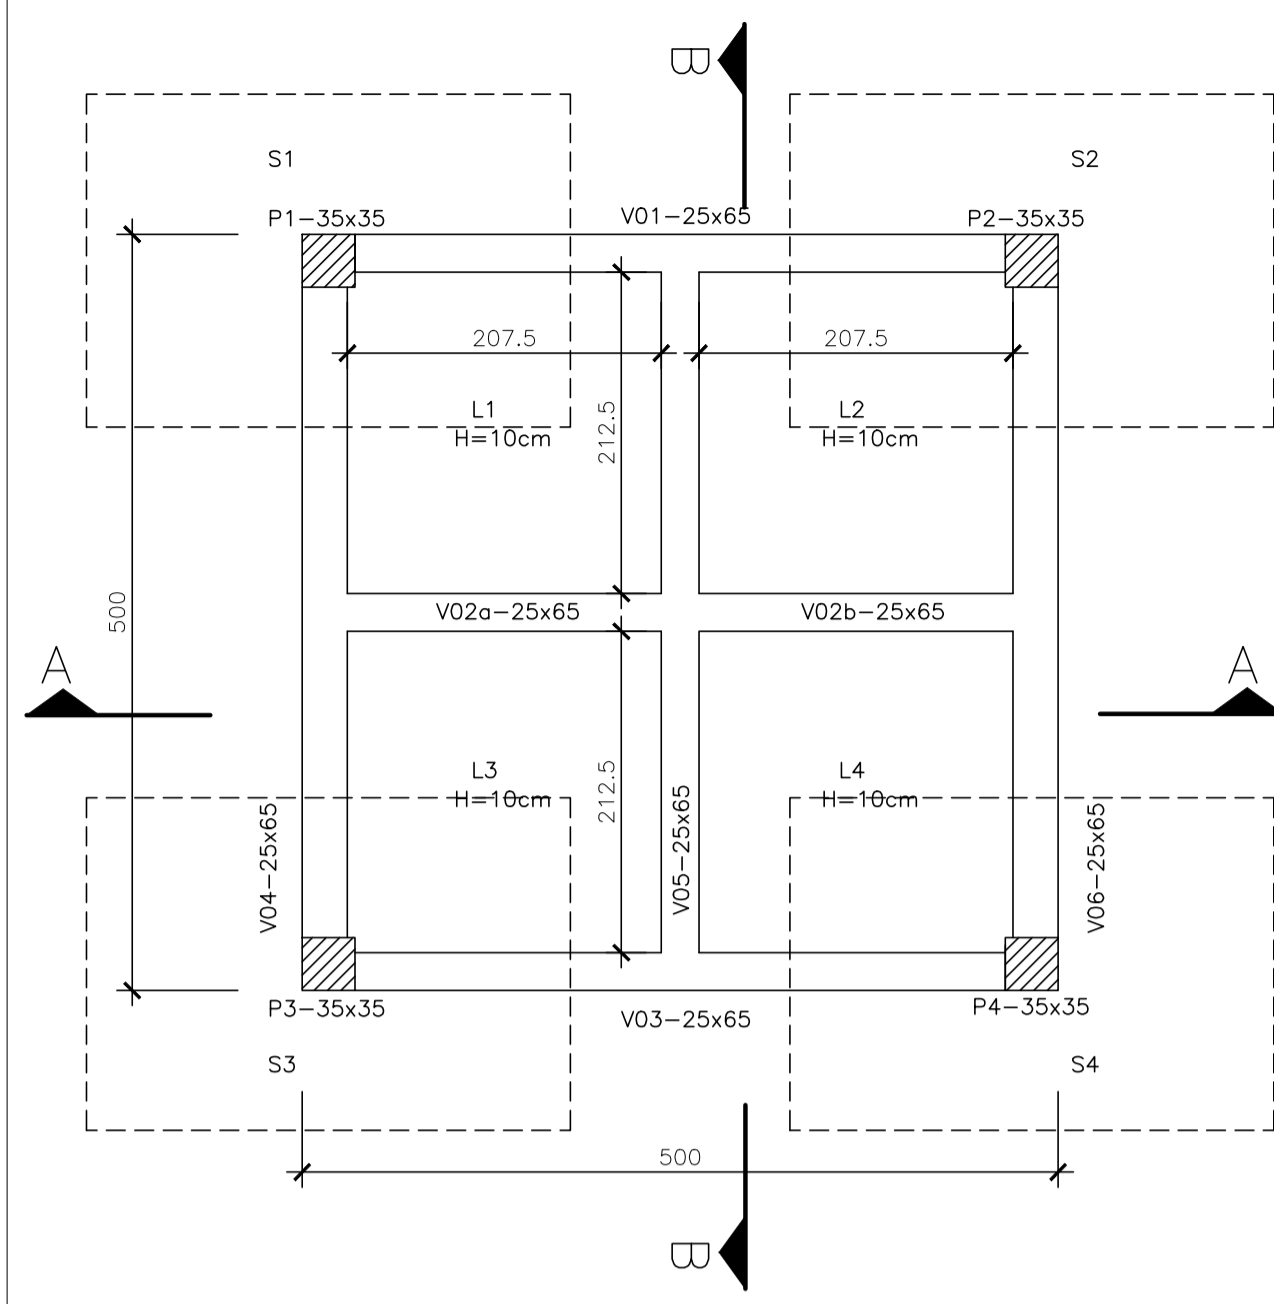 B
S1
S2
P1-35x35
V01-25x65
P2-35x35
207.5
207.5
L1
H=10cm
212.5
L2
H=10cm
500
V02a-25x65
V02b-25x65
A
A
L3
H=10cm
212.5
L4
H=10cm
V04-25x65
V05-25x65
V06-25x65
P3-35x35
V03-25x65
P4-35x35
S3
S4
500
B